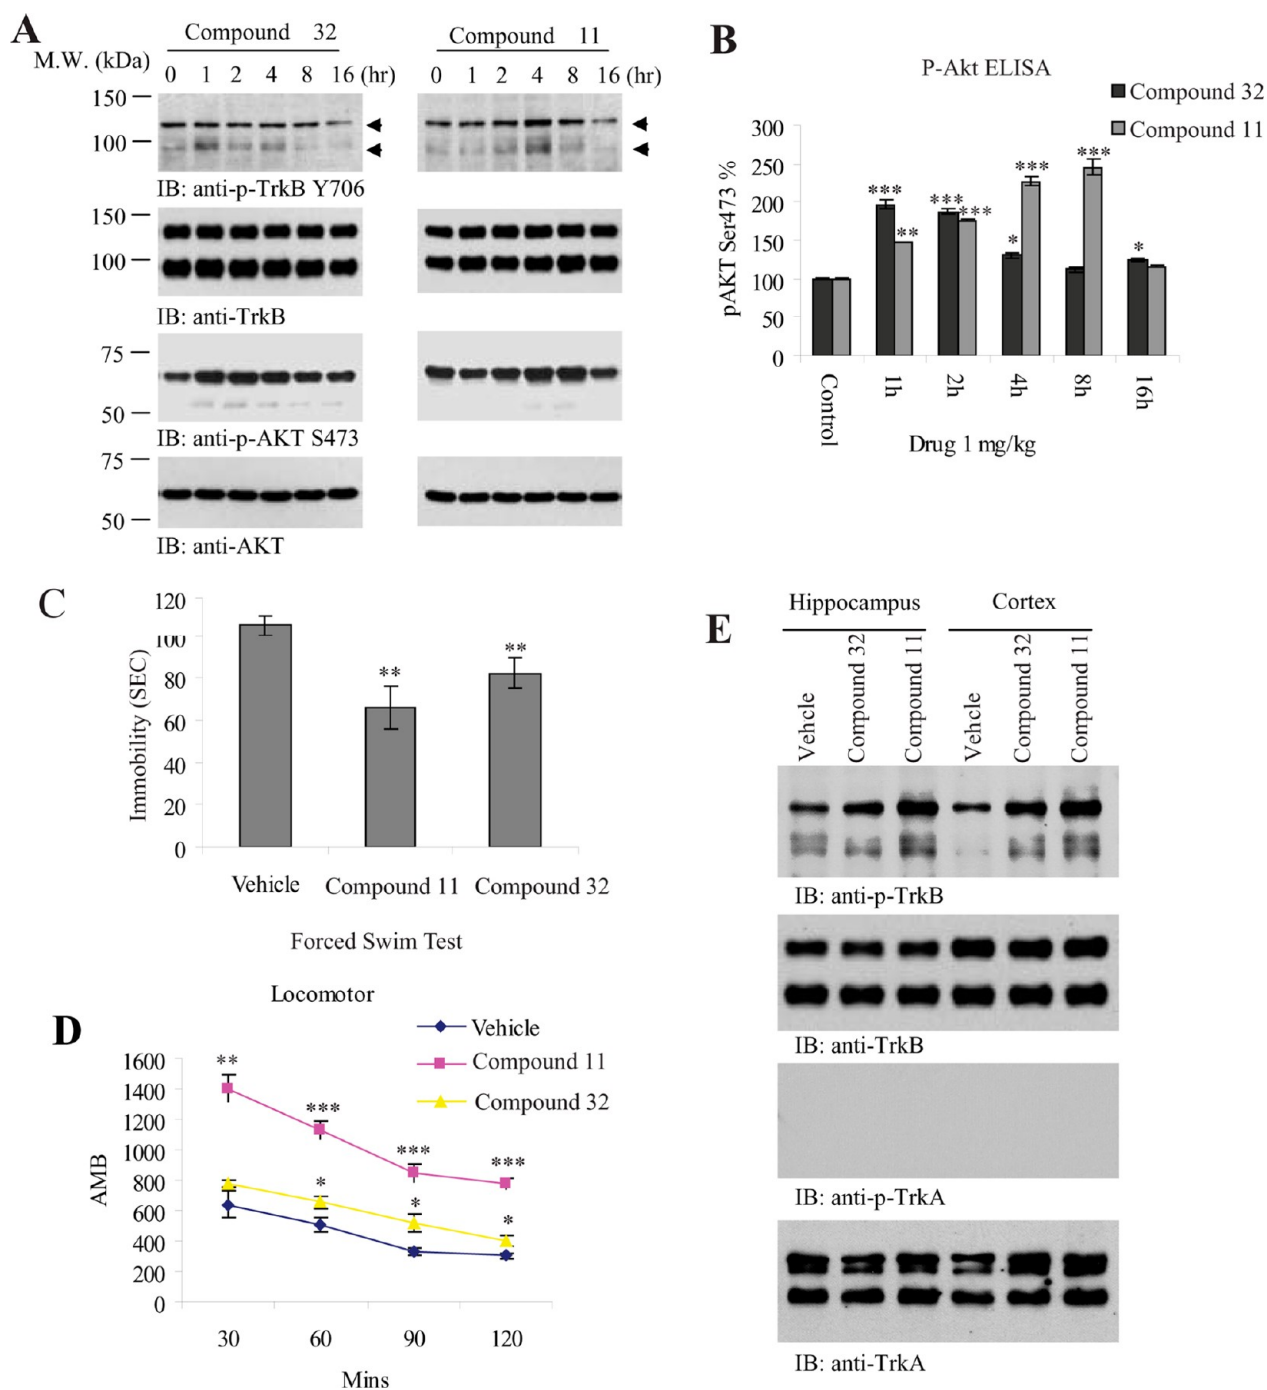 A
Compound 32
Compound 11
M.W. (kDa)
0 1 2 4 8 16 (hr)
0 1 2 4 8 16 (hr)
150
100
IB: anti-p-TrkB Y706
150
100
IB: anti-TrkB
75
50
IB: anti-p-AKT S473
75
50
IB: anti-AKT
B
P-Akt ELISA
Compound 32
Compound 11
pAKT Ser473 %
300
250
200
150
100
50
0
***
**
***
***
*
***
***
*
Control
1h
2h
4h
8h
16h
Drug 1 mg/kg
C
Immobility (SEC)
120
100
80
60
40
20
0
**
**
Vehicle
Compound 11
Compound 32
Forced Swim Test
D
Locomotor
Vehicle
Compound 11
Compound 32
AMB
1600
1400
1200
1000
800
600
400
200
0
**
***
***
***
*
*
*
30 60 90 120
Mins
E
Hippocampus
Cortex
Vehcle
Compound 32
Compound 11
Vehcle
Compound 32
Compound 11
IB: anti-p-TrkB
IB: anti-TrkB
IB: anti-p-TrkA
IB: anti-TrkA